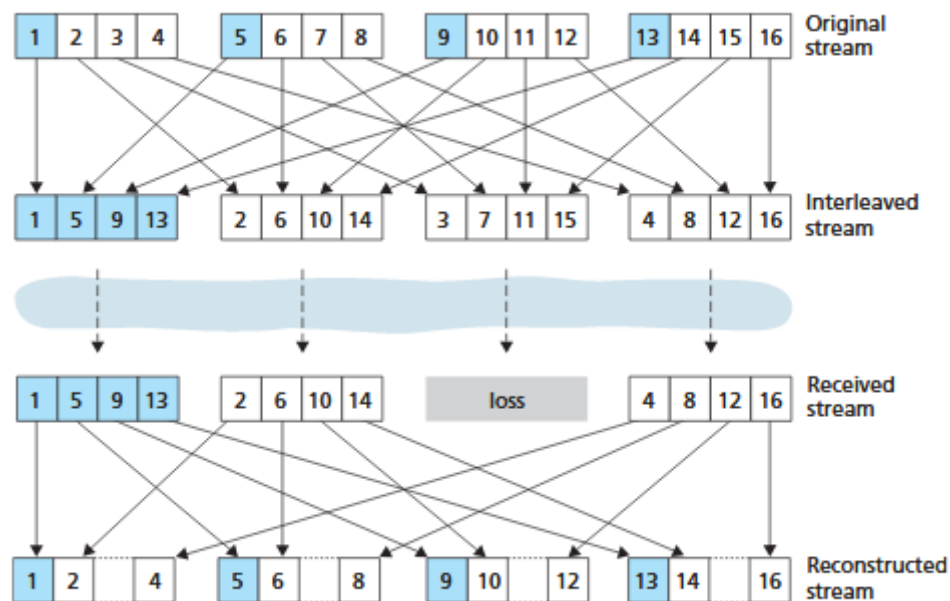 1 2 3 4 5 6 7 8 9 10 11 12 13 14 15 16 Original
stream
1 5 9 13 2 6 10 14 3 7 11 15 4 8 12 16 Interleaved
stream
1 5 9 13 2 6 10 14 loss 4 8 12 16 Received
stream
1 2 4 5 6 8 9 10 12 13 14 16 Reconstructed
stream